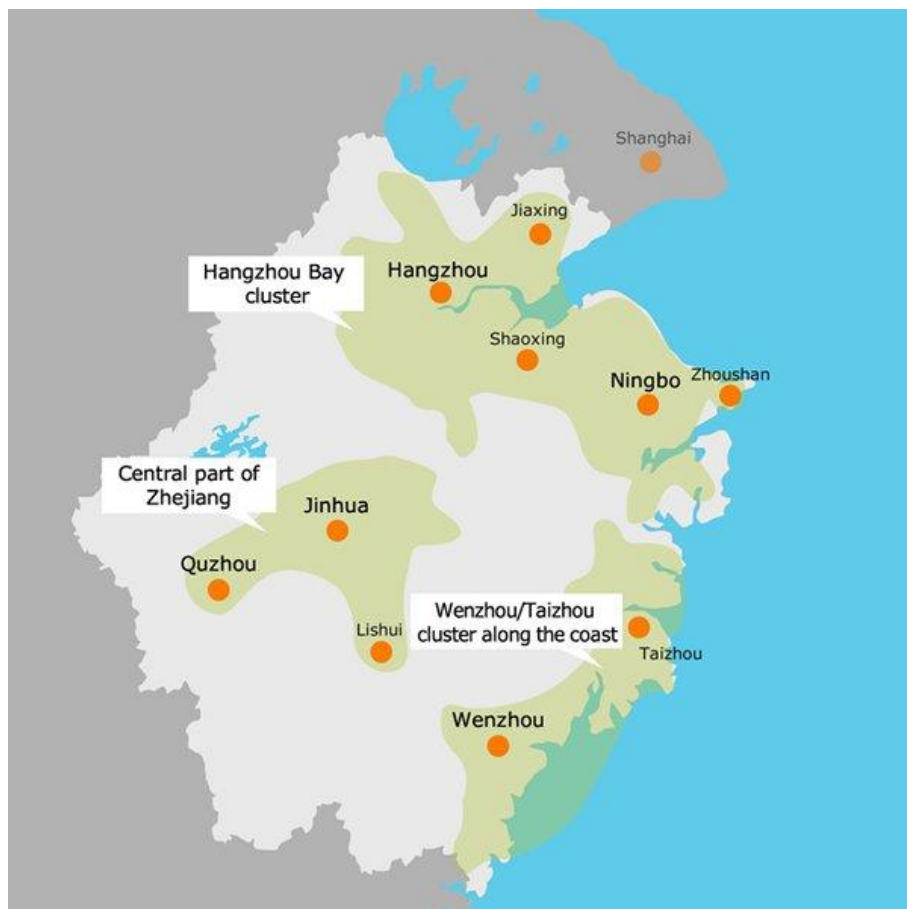 Shanghai
Jiaxing
Hangzhou Bay
cluster
Hangzhou
Shaoxing
Ningbo
Zhoushan
Central part of
Zhejiang
Jinhua
Quzhou
Wenzhou/Taizhou
cluster along the coast
Lishui
Taizhou
Wenzhou